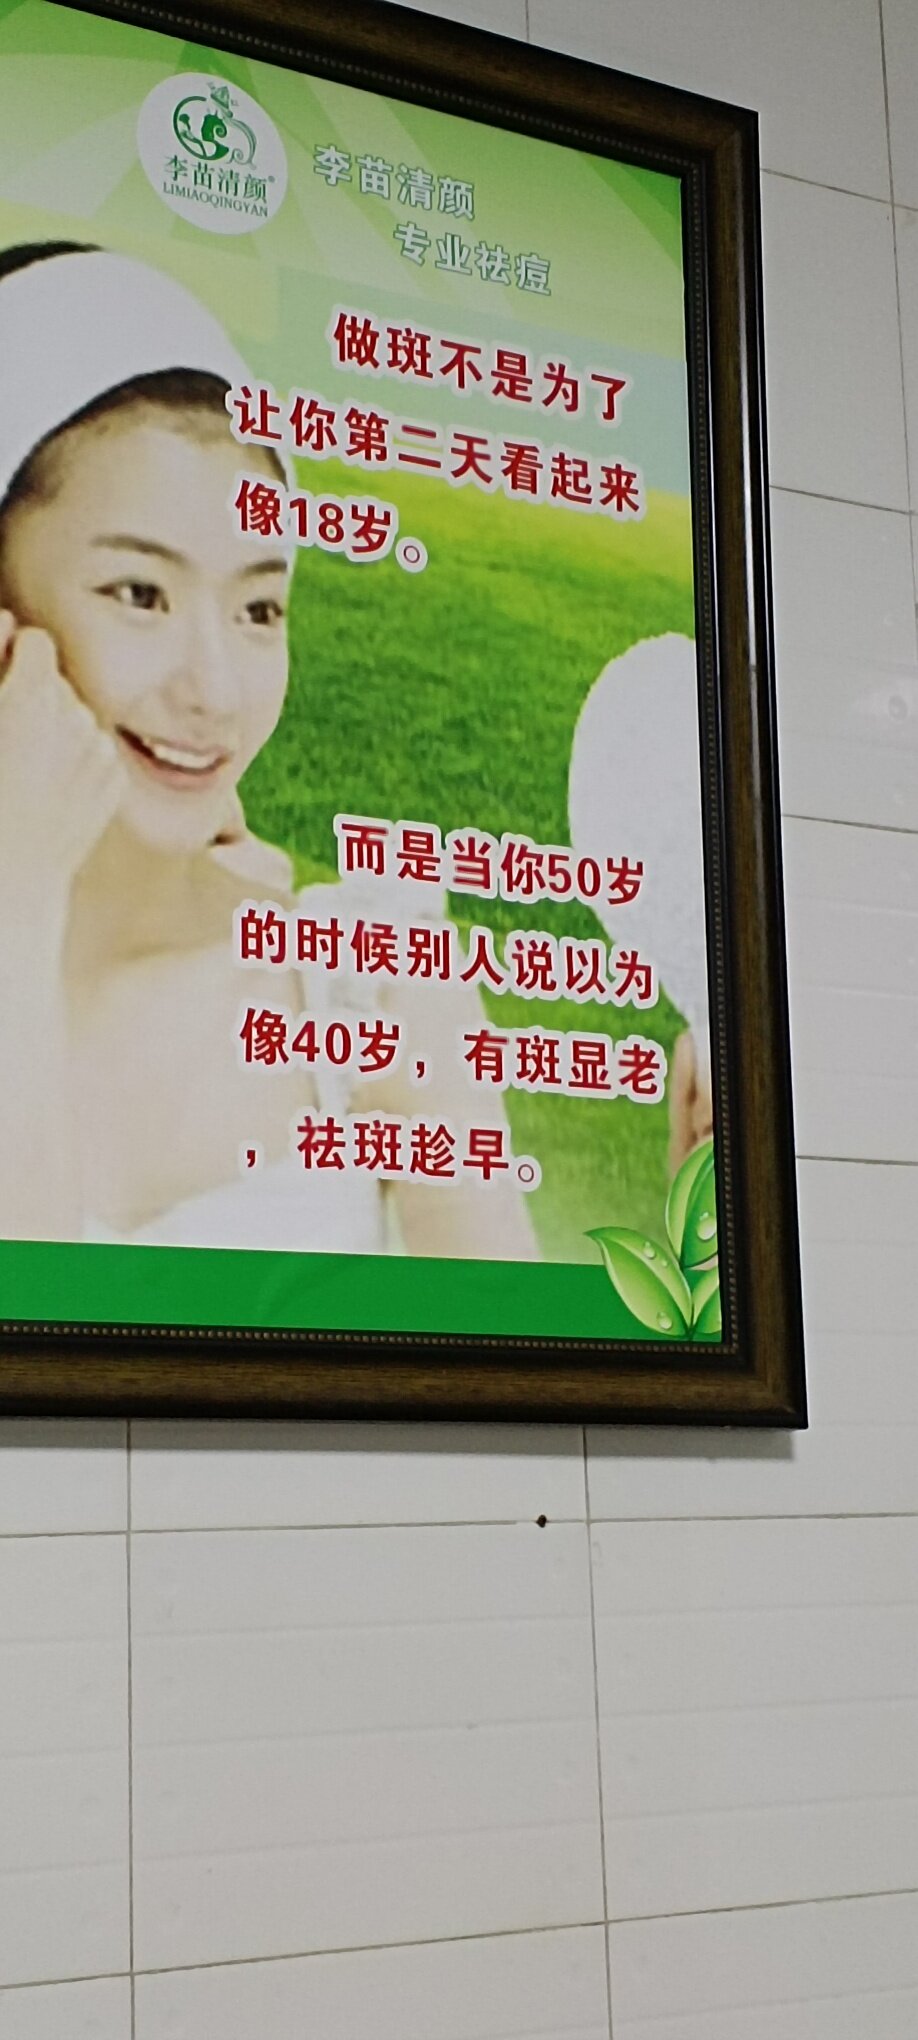 李苗清颜®
LIMIAOQINGYAN
李苗清颜
专业祛痘
做斑不是为了
让你第二天看起来
像18岁。
而是当你50岁
的时候别人说以为
像40岁，有斑显老
，祛斑趁早。